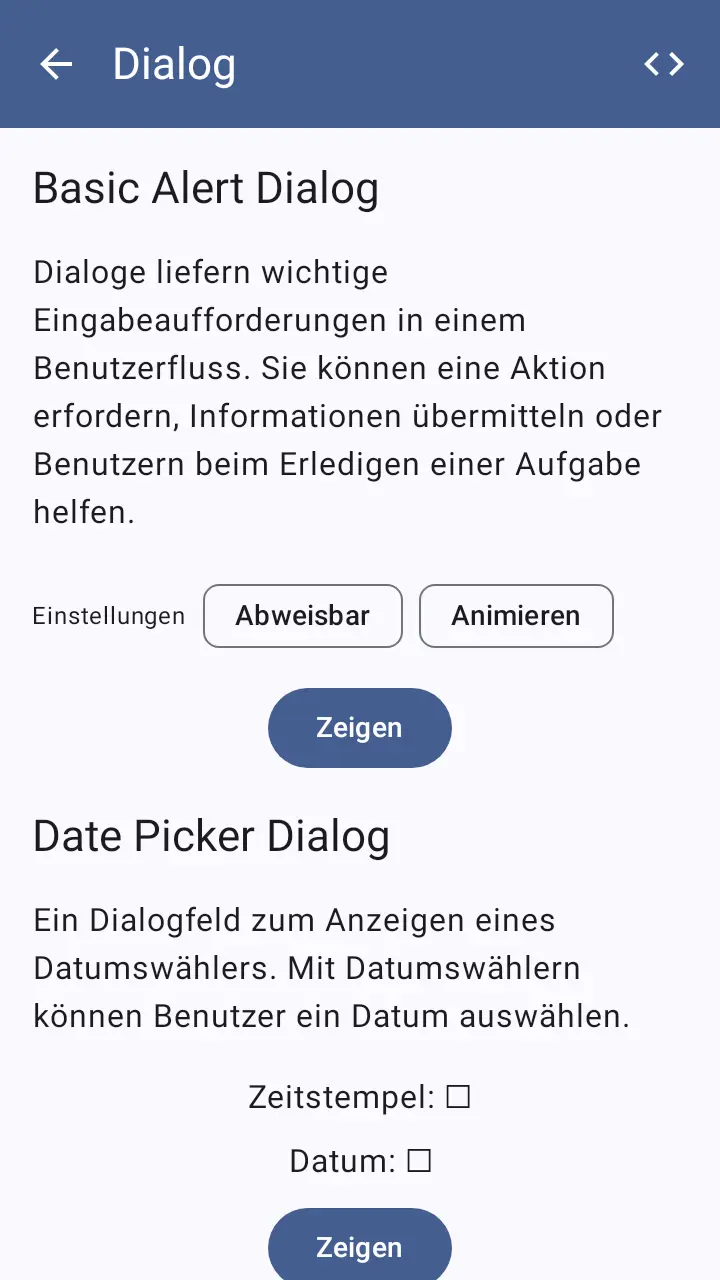 Dialog
Basic Alert Dialog
Dialoge liefern wichtige
Eingabeaufforderungen in einem
Benutzerfluss. Sie können eine Aktion
erfordern, Informationen übermitteln oder
Benutzern beim Erledigen einer Aufgabe
helfen.
Einstellungen Abweisbar Animieren
Zeigen
Date Picker Dialog
Ein Dialogfeld zum Anzeigen eines
Datumswählers. Mit Datumswählern
können Benutzer ein Datum auswählen.
Zeitstempel: ☐
Datum: ☐
Zeigen